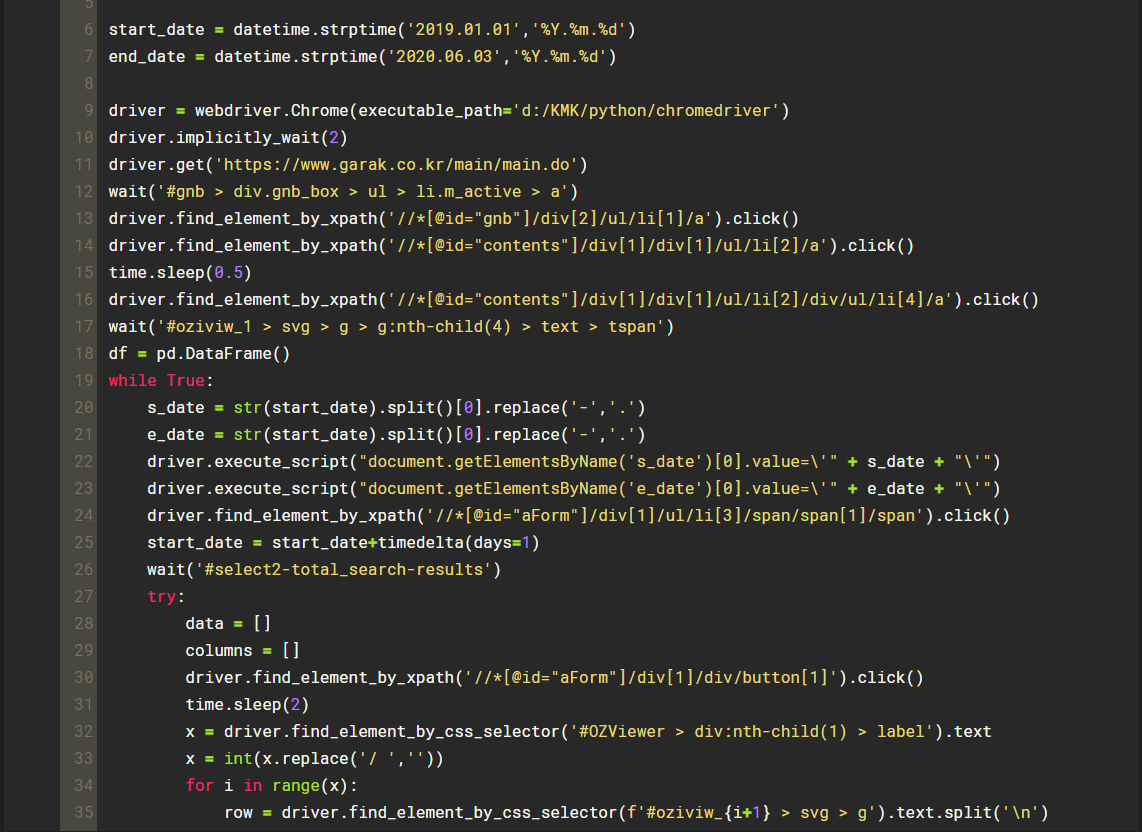 5
6 start_date = datetime.strptime('2019.01.01','%Y.%m.%d')
7 end_date = datetime.strptime('2020.06.03','%Y.%m.%d')
8
9 driver = webdriver.Chrome(executable_path='d:/KMK/python/chromedriver')
10 driver.implicitly_wait(2)
11 driver.get('https://www.garak.co.kr/main/main.do')
12 wait('#gnb > div.gnb_box > ul > li.m_active > a')
13 driver.find_element_by_xpath('//*[@id="gnb"]/div[2]/ul/li[1]/a').click()
14 driver.find_element_by_xpath('//*[@id="contents"]/div[1]/div[1]/ul/li[2]/a').click()
15 time.sleep(0.5)
16 driver.find_element_by_xpath('//*[@id="contents"]/div[1]/div[1]/ul/li[2]/div/ul/li[4]/a').click()
17 wait('#oziviw_1 > svg > g > g:nth-child(4) > text > tspan')
18 df = pd.DataFrame()
19 while True:
20     s_date = str(start_date).split()[0].replace('-','.')
21     e_date = str(start_date).split()[0].replace('-','.')
22     driver.execute_script("document.getElementsByName('s_date')[0].value=\'" + s_date + "\'")
23     driver.execute_script("document.getElementsByName('e_date')[0].value=\'" + e_date + "\'")
24     driver.find_element_by_xpath('//*[@id="aForm"]/div[1]/ul/li[3]/span/span[1]/span').click()
25     start_date = start_date+timedelta(days=1)
26     wait('#select2-total_search-results')
27     try:
28         data = []
29         columns = []
30         driver.find_element_by_xpath('//*[@id="aForm"]/div[1]/div/button[1]').click()
31         time.sleep(2)
32         x = driver.find_element_by_css_selector('#OZViewer > div:nth-child(1) > label').text
33         x = int(x.replace('/ ',''))
34         for i in range(x):
35             row = driver.find_element_by_css_selector(f'#oziviw_{i+1} > svg > g').text.split('\n')